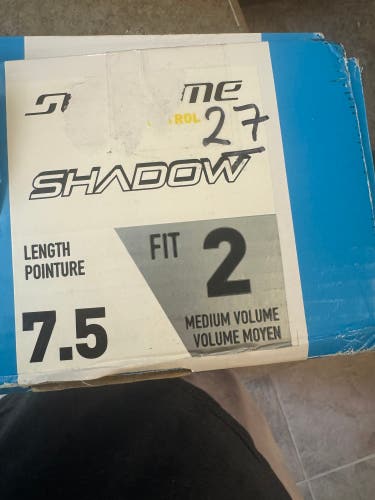 27
SHADOW
LENGTH
POINTURE
7.5
FIT 2
MEDIUM VOLUME
VOLUME MOYEN